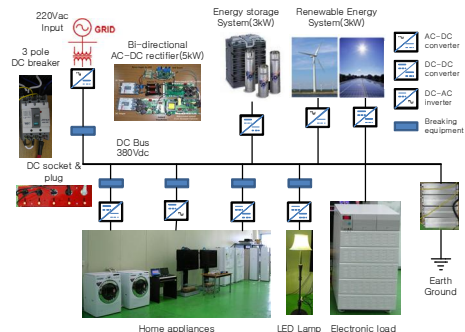 220Vac
Input
GRID
3 pole
DC breaker
Bi-directional
AC-DC rectifier(5kW)
Energy storage
System(3kW)
Renewable Energy
System(3kW)
AC-DC
converter
DC-DC
converter
DC-AC
inverter
Breaking
equipment
DC Bus
380Vdc
DC socket &
plug
Earth
Ground
Home appliances
LED Lamp
Electronic load